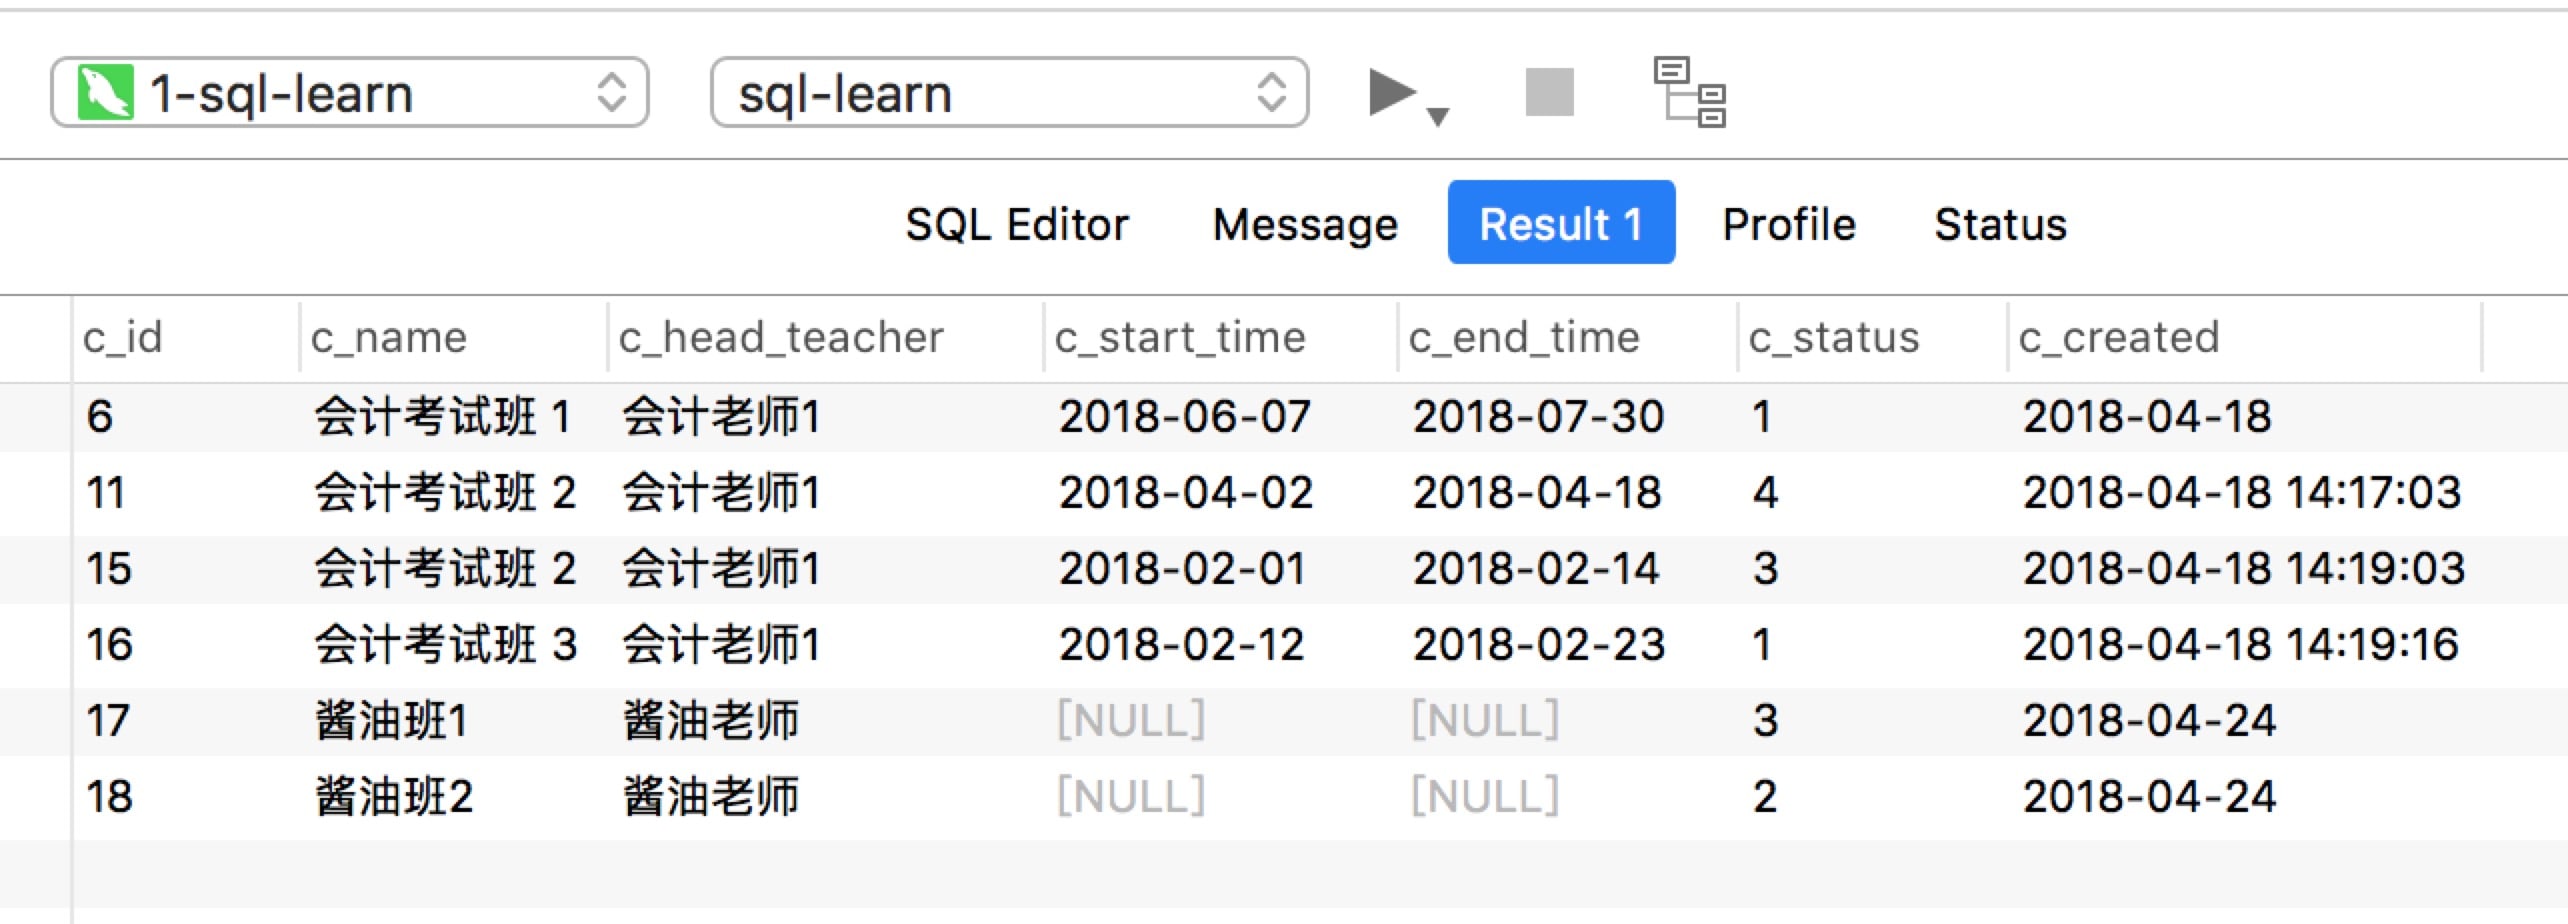 1-sql-learn sql-learn
SQL Editor Message Result 1 Profile Status
c_id c_name c_head_teacher c_start_time c_end_time c_status c_created
6 会计考试班 1 会计老师1 2018-06-07 2018-07-30 1 2018-04-18
11 会计考试班 2 会计老师1 2018-04-02 2018-04-18 4 2018-04-18 14:17:03
15 会计考试班 2 会计老师1 2018-02-01 2018-02-14 3 2018-04-18 14:19:03
16 会计考试班 3 会计老师1 2018-02-12 2018-02-23 1 2018-04-18 14:19:16
17 酱油班1 酱油老师 [NULL] [NULL] 3 2018-04-24
18 酱油班2 酱油老师 [NULL] [NULL] 2 2018-04-24